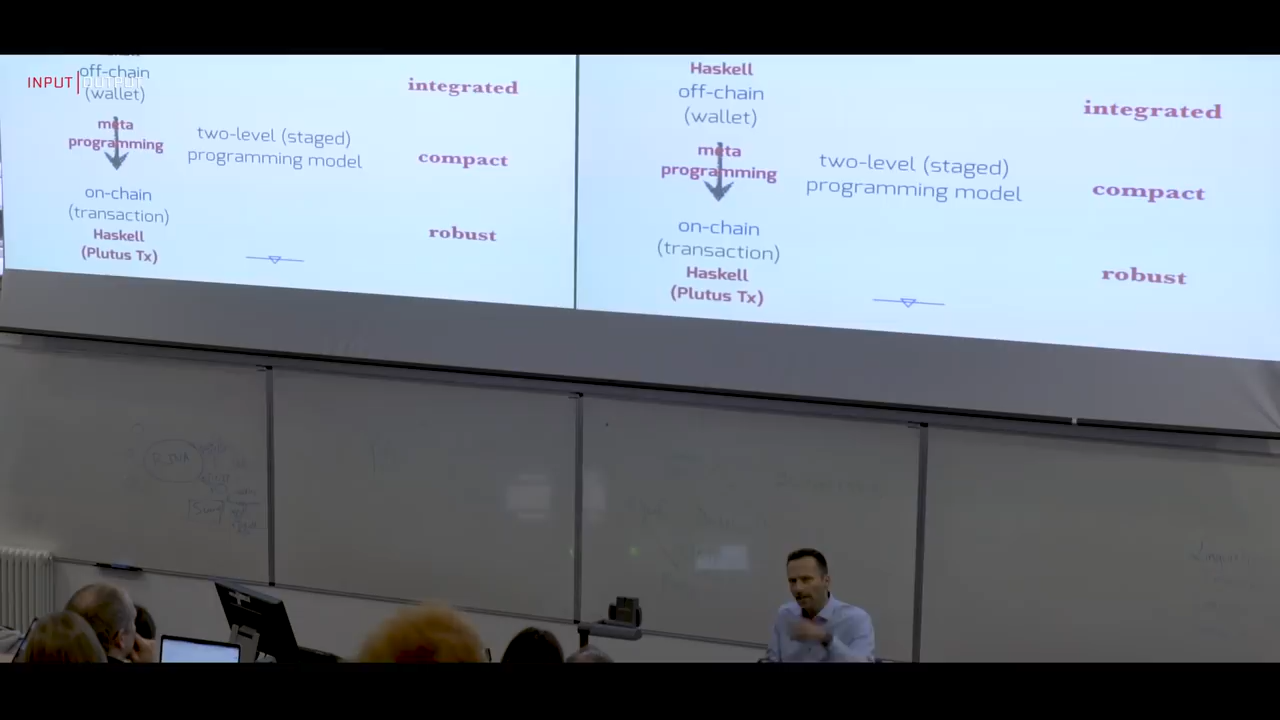 INPUT | OUTPUT
off-chain
(wallet)
meta
programming
on-chain
(transaction)
Haskell
(Plutus Tx)
two-level (staged)
programming model
integrated
compact
robust
Haskell
off-chain
(wallet)
meta
programming
on-chain
(transaction)
Haskell
(Plutus Tx)
two-level (staged)
programming model
integrated
compact
robust